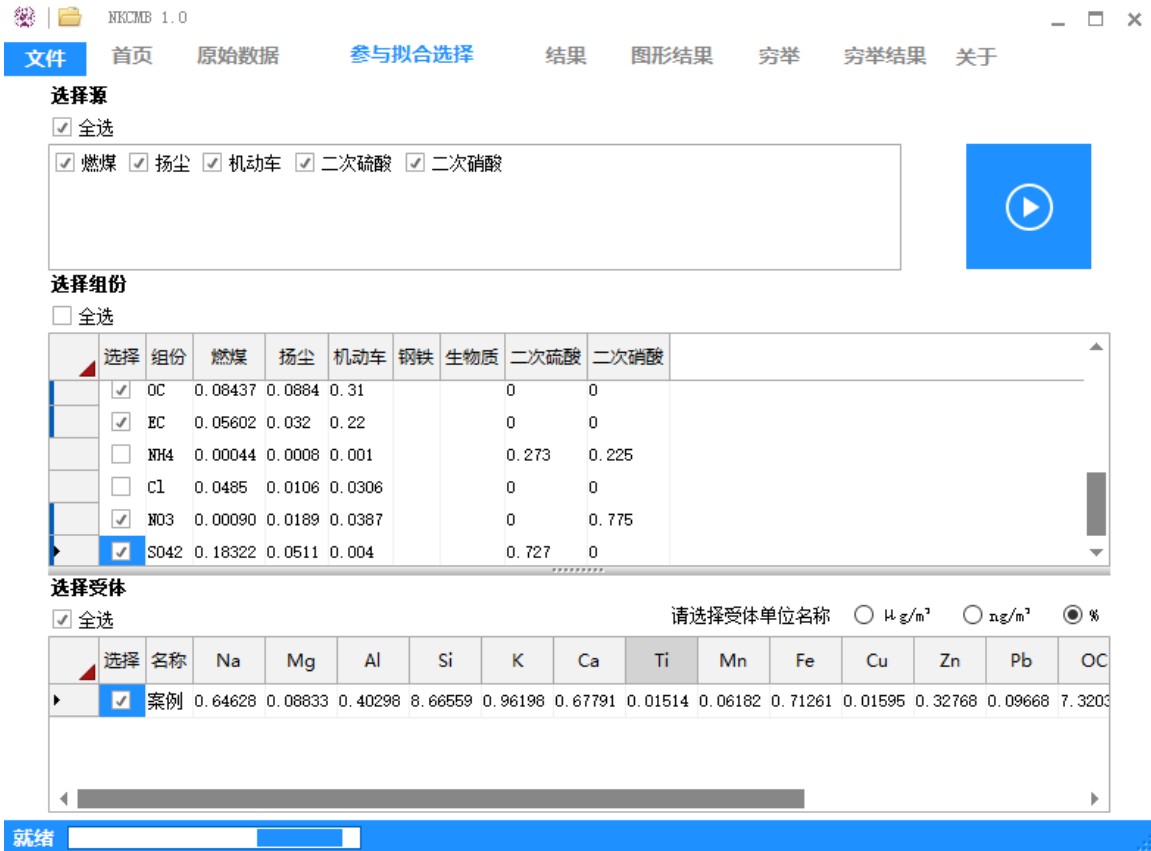 NKCMB 1.0
文件 首页 原始数据 参与拟合选择 结果 图形结果 穷举 穷举结果 关于
选择源
全选
燃煤 扬尘 机动车 二次硫酸 二次硝酸
选择组份
全选
选择 组份 燃煤 扬尘 机动车 钢铁 生物质 二次硫酸 二次硝酸
OC 0.08437 0.0884 0.31 0 0
EC 0.05602 0.032 0.22 0 0
NH4 0.00044 0.0008 0.001 0.273 0.225
Cl 0.0485 0.0106 0.0306 0 0
NO3 0.00090 0.0189 0.0387 0 0.775
SO42 0.18322 0.0511 0.004 0.727 0
选择受体
全选 请选择受体单位名称 μg/m³ ng/m³ %
选择 名称 Na Mg Al Si K Ca Ti Mn Fe Cu Zn Pb OC
案例 0.64628 0.08833 0.40298 8.66559 0.96198 0.67791 0.01514 0.06182 0.71261 0.01595 0.32768 0.09668 7.3203
就绪